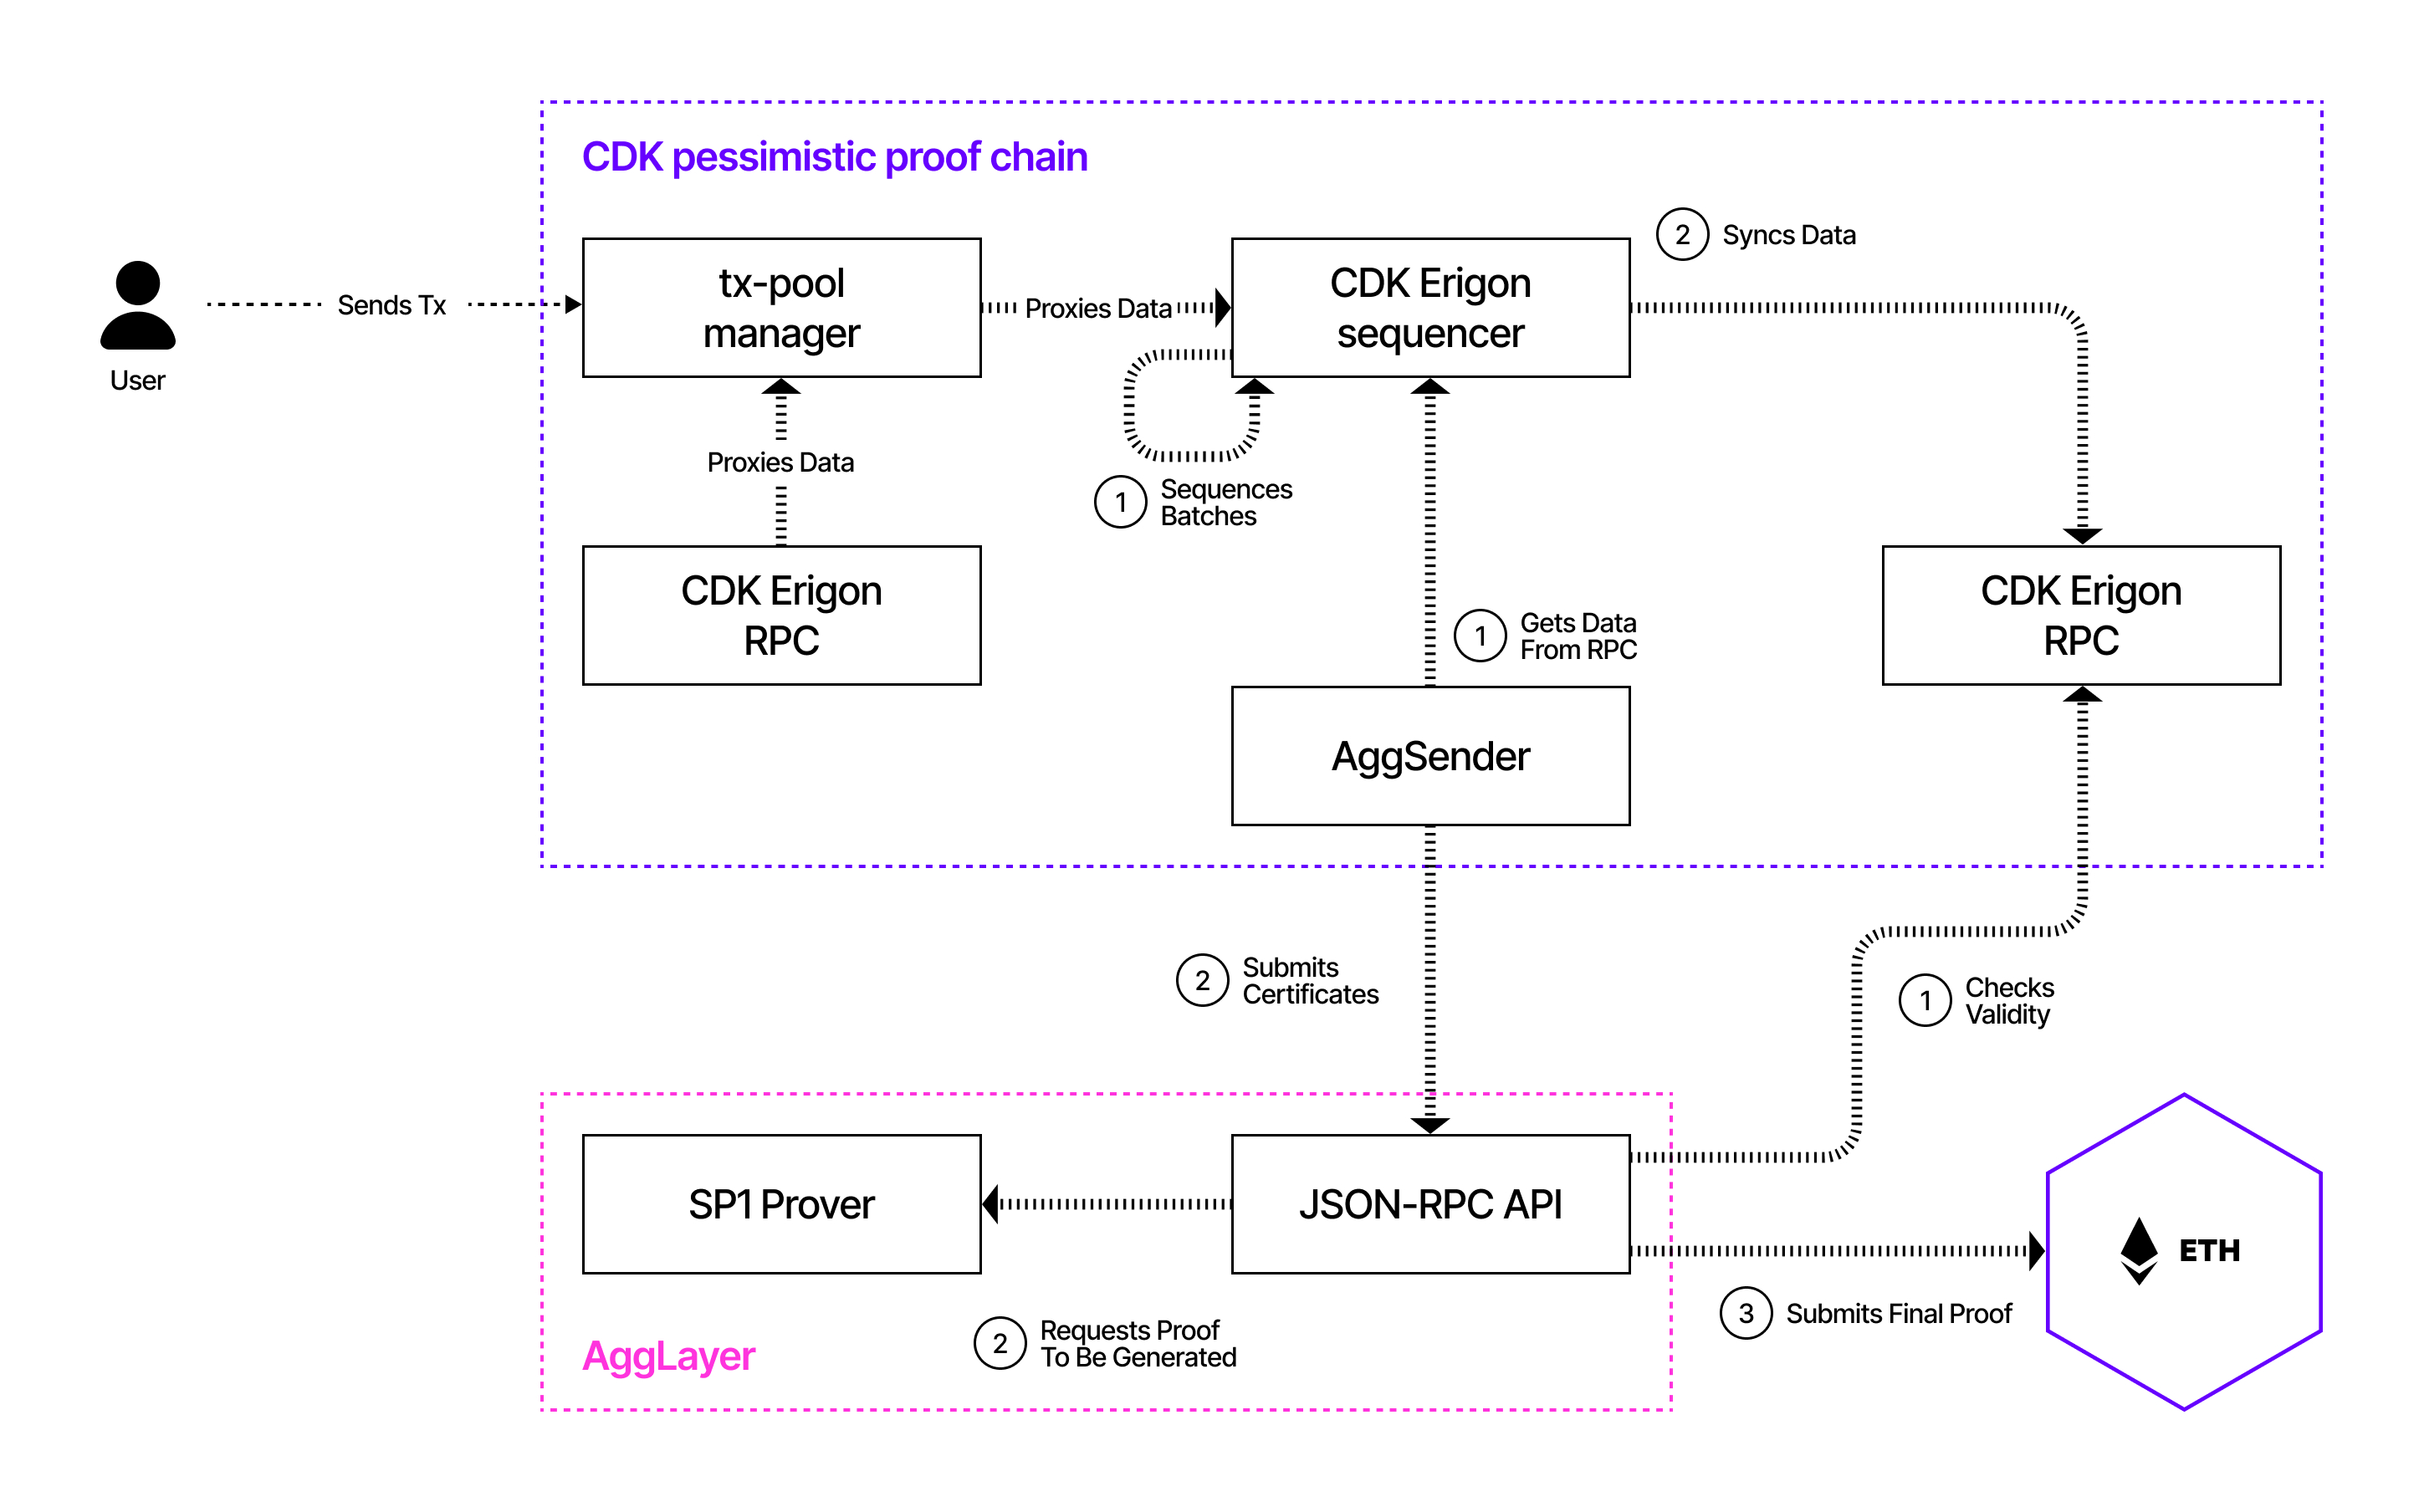 CDK pessimistic proof chain
2 Syncs Data
User
Sends Tx
tx-pool
manager
Proxies Data
CDK Erigon
sequencer
Proxies Data
1 Sequences
Batches
CDK Erigon
RPC
1 Gets Data
From RPC
CDK Erigon
RPC
AggSender
2 Submits
Certificates
1 Checks
Validity
SP1 Prover
JSON-RPC API
ETH
3 Submits Final Proof
2 Requests Proof
To Be Generated
AggLayer